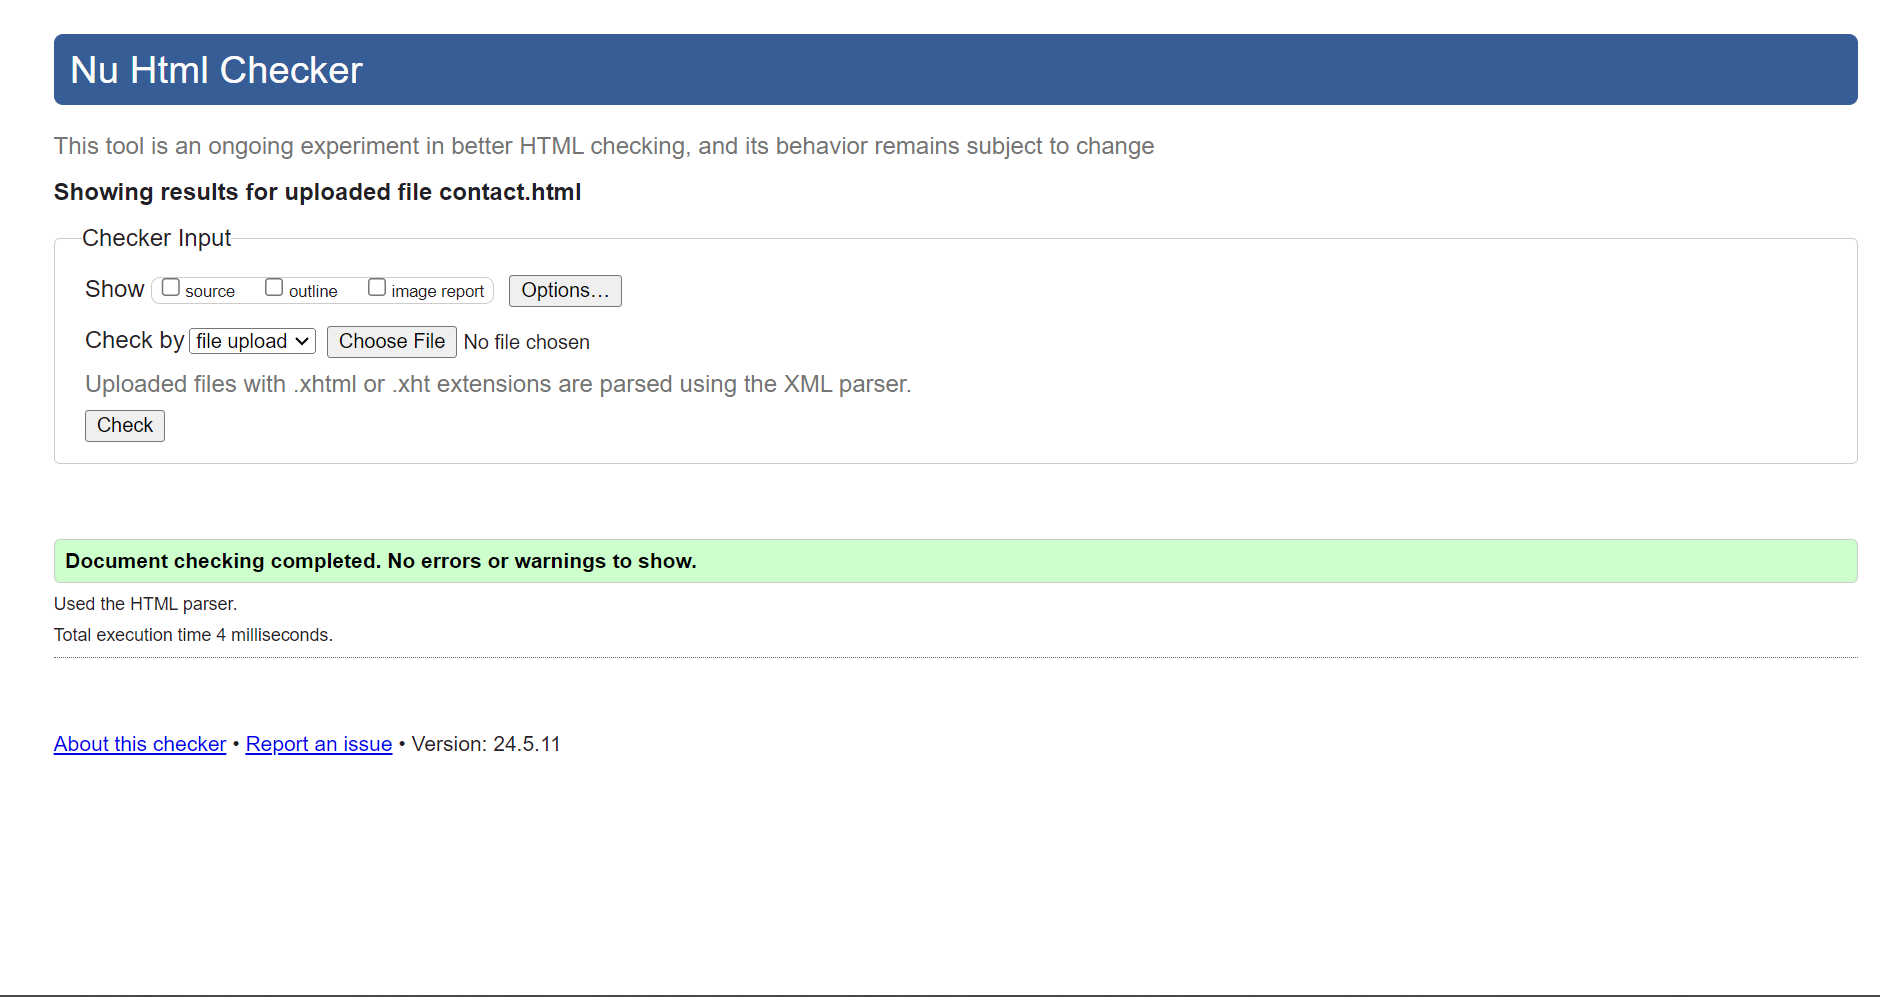 Nu Html Checker
This tool is an ongoing experiment in better HTML checking, and its behavior remains subject to change
Showing results for uploaded file contact.html
Checker Input
Show source outline image report Options...
Check by file upload Choose File No file chosen
Uploaded files with .xhtml or .xht extensions are parsed using the XML parser.
Check
Document checking completed. No errors or warnings to show.
Used the HTML parser.
Total execution time 4 milliseconds.
About this checker • Report an issue • Version: 24.5.11